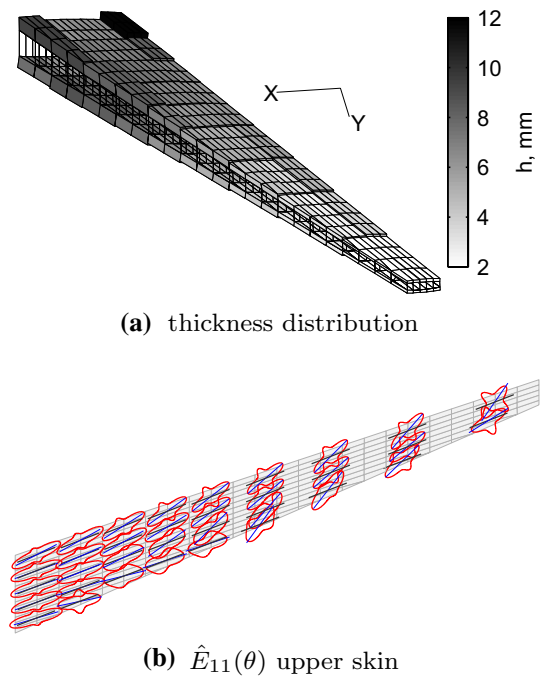 12
10
8
6
4
2
h, mm
X
Y
(a) thickness distribution
(b) Ê₁₁(θ) upper skin